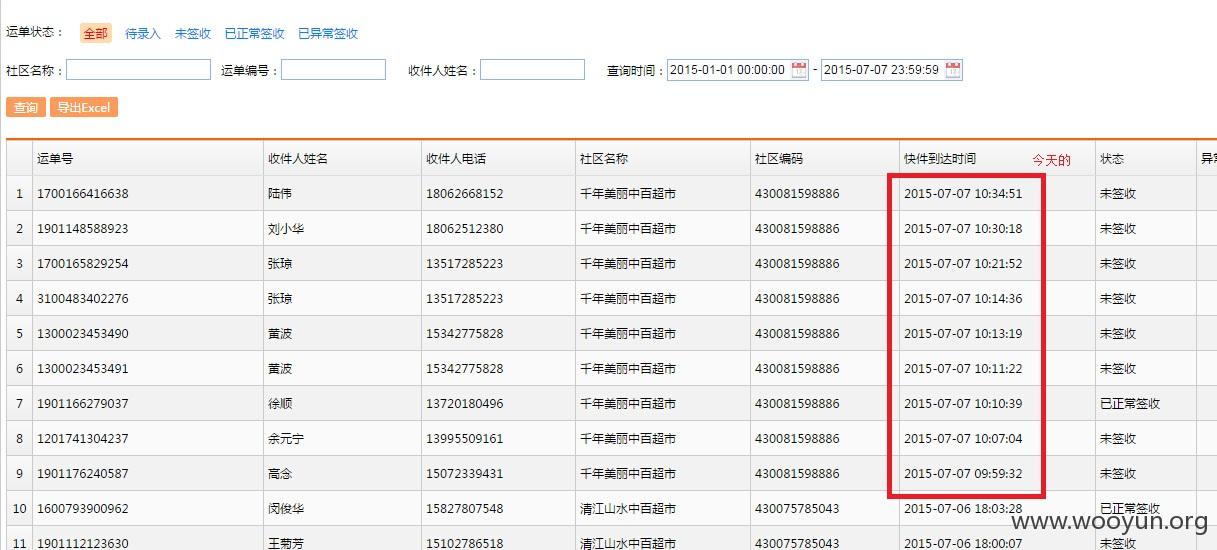 运单状态： 全部 待录入 未签收 已正常签收 已异常签收
社区名称： 运单编号： 收件人姓名： 查询时间： 2015-01-01 00:00:00 - 2015-07-07 23:59:59
查询 导出Excel
运单号 收件人姓名 收件人电话 社区名称 社区编码 快件到达时间 今天的 状态 异常
1 1700166416638 陆伟 18062668152 千年美丽中百超市 430081598886 2015-07-07 10:34:51 未签收
2 1901148588923 刘小华 18062512380 千年美丽中百超市 430081598886 2015-07-07 10:30:18 未签收
3 1700165829254 张琼 13517285223 千年美丽中百超市 430081598886 2015-07-07 10:21:52 未签收
4 3100483402276 张琼 13517285223 千年美丽中百超市 430081598886 2015-07-07 10:14:36 未签收
5 1300023453490 黄波 15342775828 千年美丽中百超市 430081598886 2015-07-07 10:13:19 未签收
6 1300023453491 黄波 15342775828 千年美丽中百超市 430081598886 2015-07-07 10:11:22 未签收
7 1901166279037 徐顺 13720180496 千年美丽中百超市 430081598886 2015-07-07 10:10:39 已正常签收
8 1201741304237 余元宁 13995509161 千年美丽中百超市 430081598886 2015-07-07 10:07:04 未签收
9 1901176240587 高念 15072339431 千年美丽中百超市 430081598886 2015-07-07 09:59:32 未签收
10 1600793900962 闵俊华 15827807548 清江山水中百超市 430075785043 2015-07-06 18:03:28 已正常签收
www.wooyun.org
11 1901112123630 王菊芳 15102786518 清江山水中百超市 430075785043 2015-07-06 18:00:07 未签收